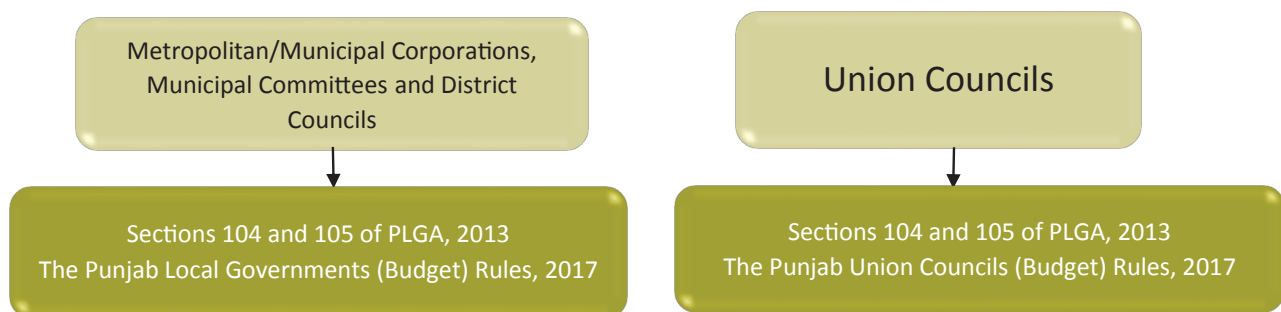 Metropolitan/Municipal Corporations,
Municipal Committees and District
Councils
Union Councils
Sections 104 and 105 of PLGA, 2013
The Punjab Local Governments (Budget) Rules, 2017
Sections 104 and 105 of PLGA, 2013
The Punjab Union Councils (Budget) Rules, 2017